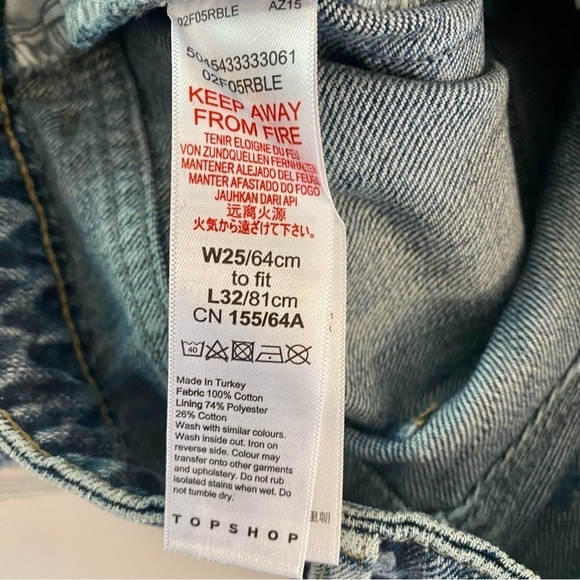 02F05RBLE AZ15
5045433333061
02F05RBLE
KEEP AWAY
FROM FIRE
TENIR ELOIGNE DU FEU
VON ZUNDQUELLEN FERNHALTEN
MANTENER ALEJADO DEL FEUGO
MANTER AFASTADO DO FOGO
JAUHKAN DARI API
远离火源
火気から遠ざけて下さい。
W25/64cm
to fit
L32/81cm
CN 155/64A
40
Made In Turkey
Fabric 100% Cotton
Lining 74% Polyester
26% Cotton
Wash with similar colours.
Wash inside out. Iron on
reverse side. Colour may
transfer onto other garments
and upholstery. Do not rub
isolated stains when wet. Do
not tumble dry.
TOPSHOP